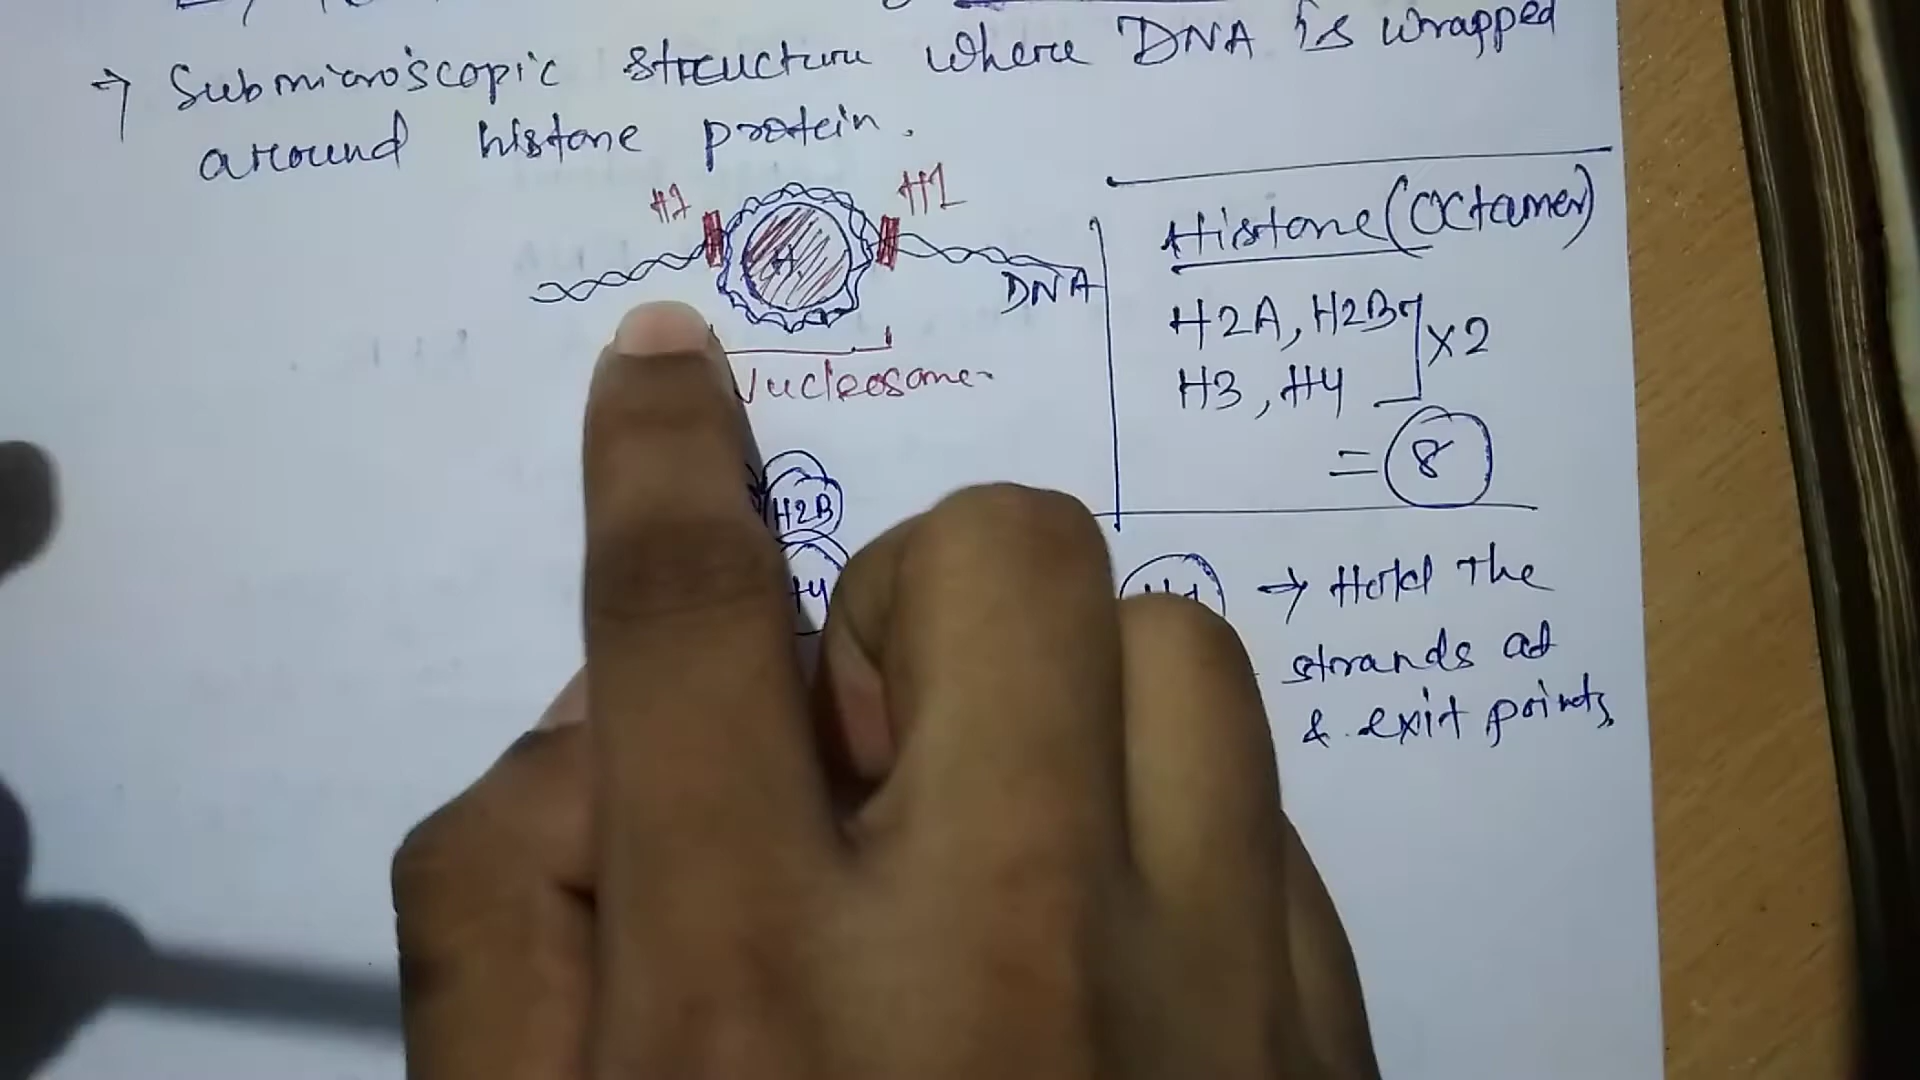 → Submicroscopic structure where DNA is wrapped
around histone protein.
H1
H1
H
DNA
Nucleosome
Histone (Octamer)
H2A, H2B
H3, H4
x2
= 8
H2B
→ Hold the
strands at
& exit points